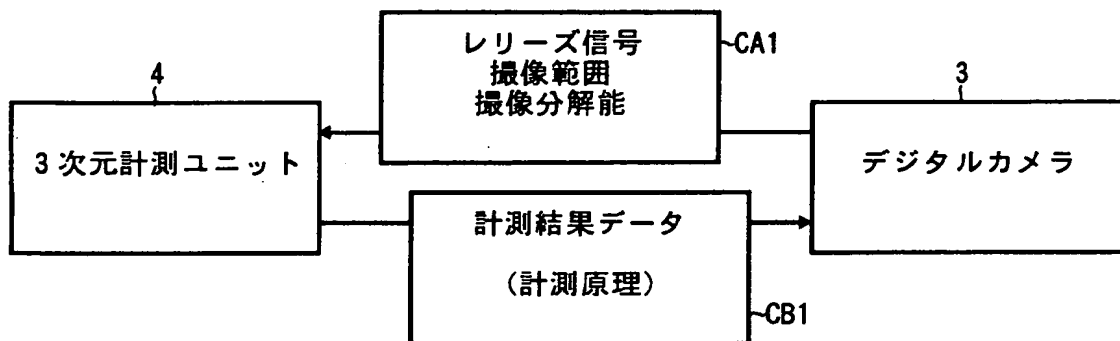 レリーズ信号
撮像範囲
撮像分解能
CA1
4
3次元計測ユニット
3
デジタルカメラ
計測結果データ
(計測原理)
CB1